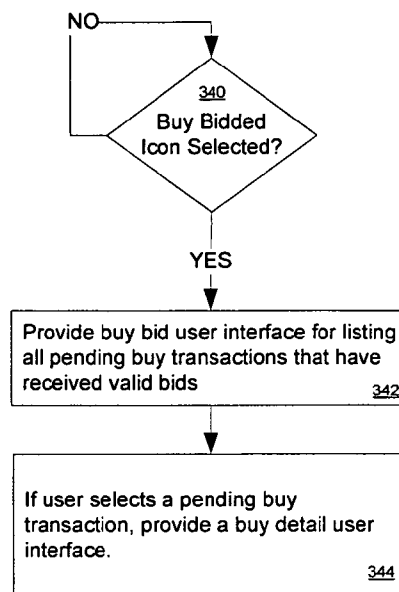 NO
340
Buy Bidded
Icon Selected?
YES
Provide buy bid user interface for listing
all pending buy transactions that have
received valid bids
342
If user selects a pending buy
transaction, provide a buy detail user
interface.
344